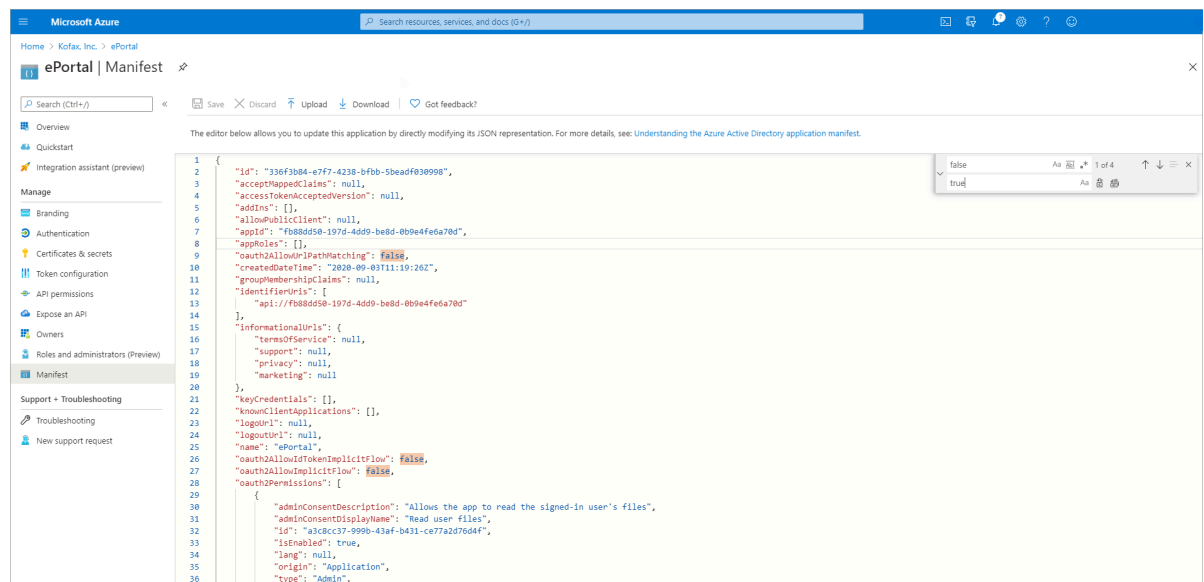 Microsoft Azure
Search resources, services, and docs (G+/)
Home > Kofax, Inc. > ePortal
ePortal | Manifest
Search (Ctrl+/)
Save Discard Upload Download Got feedback?
Overview
Quickstart
Integration assistant (preview)
Manage
Branding
Authentication
Certificates & secrets
Token configuration
API permissions
Expose an API
Owners
Roles and administrators (Preview)
Manifest
Support + Troubleshooting
Troubleshooting
New support request
The editor below allows you to update this application by directly modifying its JSON representation. For more details, see: Understanding the Azure Active Directory application manifest.
false Aa Abl .* 1 of 4
true Aa
1 {
2 "id": "336f3b84-e7f7-4238-bfbb-5beadf030998",
3 "acceptMappedClaims": null,
4 "accessTokenAcceptedVersion": null,
5 "addIns": [],
6 "allowPublicClient": null,
7 "appId": "fb88dd50-197d-4dd9-be8d-0b9e4fe6a70d",
8 "appRoles": [],
9 "oauth2AllowUrlPathMatching": false,
10 "createdDateTime": "2020-09-03T11:19:26Z",
11 "groupMembershipClaims": null,
12 "identifierUris": [
13 "api://fb88dd50-197d-4dd9-be8d-0b9e4fe6a70d"
14 ],
15 "informationalUrls": {
16 "termsOfService": null,
17 "support": null,
18 "privacy": null,
19 "marketing": null
20 },
21 "keyCredentials": [],
22 "knownClientApplications": [],
23 "logoUrl": null,
24 "logoutUrl": null,
25 "name": "ePortal",
26 "oauth2AllowIdTokenImplicitFlow": false,
27 "oauth2AllowImplicitFlow": false,
28 "oauth2Permissions": [
29 {
30 "adminConsentDescription": "Allows the app to read the signed-in user's files",
31 "adminConsentDisplayName": "Read user files",
32 "id": "a3c8cc37-999b-43af-b431-ce77a2d76d4f",
33 "isEnabled": true,
34 "lang": null,
35 "origin": "Application",
36 "type": "Admin",